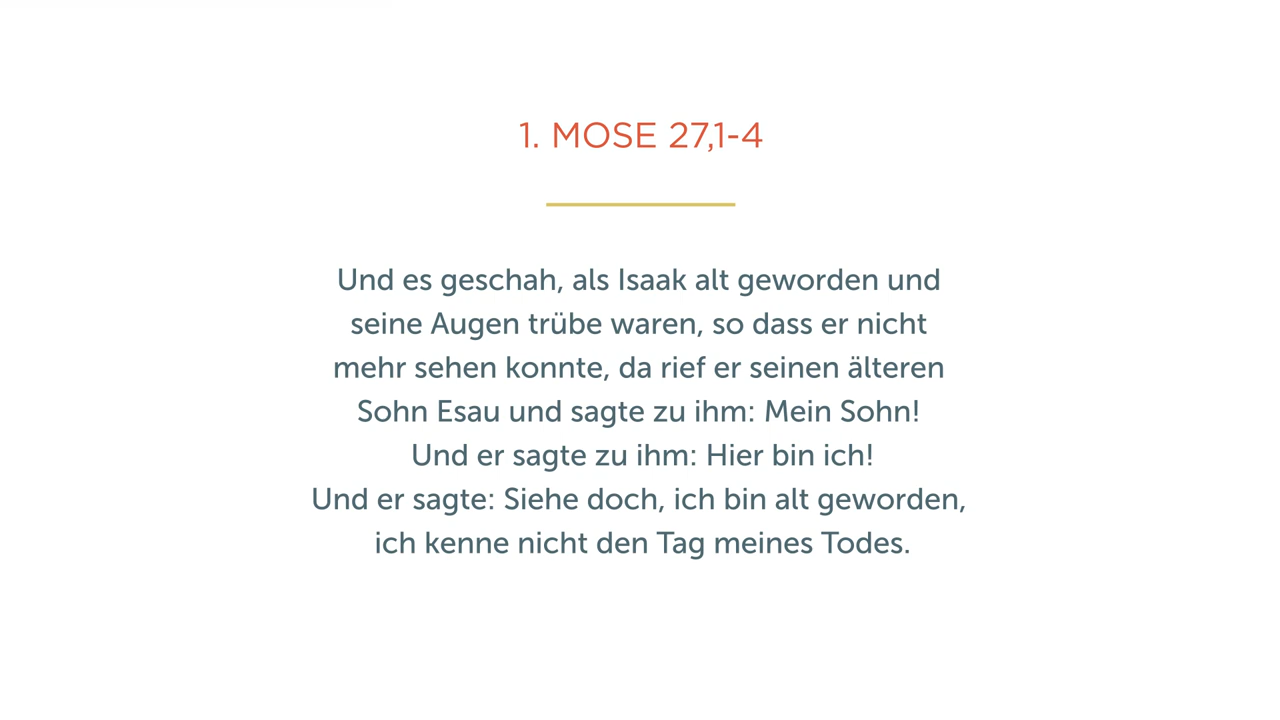 1. MOSE 27,1-4
Und es geschah, als Isaak alt geworden und
seine Augen trübe waren, so dass er nicht
mehr sehen konnte, da rief er seinen älteren
Sohn Esau und sagte zu ihm: Mein Sohn!
Und er sagte zu ihm: Hier bin ich!
Und er sagte: Siehe doch, ich bin alt geworden,
ich kenne nicht den Tag meines Todes.